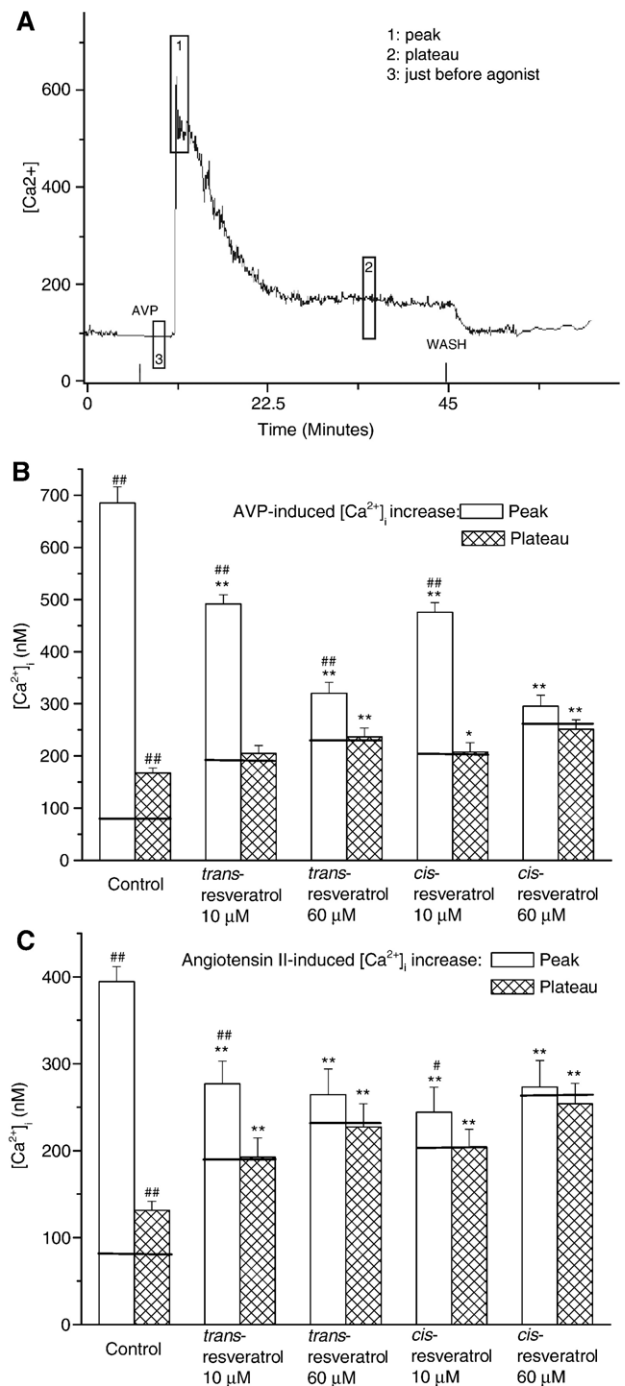 A
1: peak
2: plateau
3: just before agonist
[Ca2+]
600
400
200
0
1
2
3
AVP
WASH
0 22.5 45
Time (Minutes)
B
AVP-induced [Ca²⁺]ᵢ increase: Peak
Plateau
[Ca²⁺]ᵢ (nM)
700
600
500
400
300
200
100
0
##
##
##
**
##
**
**
##
**
*
**
**
Control
trans-resveratrol 10 μM
trans-resveratrol 60 μM
cis-resveratrol 10 μM
cis-resveratrol 60 μM
C
Angiotensin II-induced [Ca²⁺]ᵢ increase: Peak
Plateau
[Ca²⁺]ᵢ (nM)
400
300
200
100
0
##
##
##
**
**
**
**
#
**
**
**
**
Control
trans-resveratrol 10 μM
trans-resveratrol 60 μM
cis-resveratrol 10 μM
cis-resveratrol 60 μM